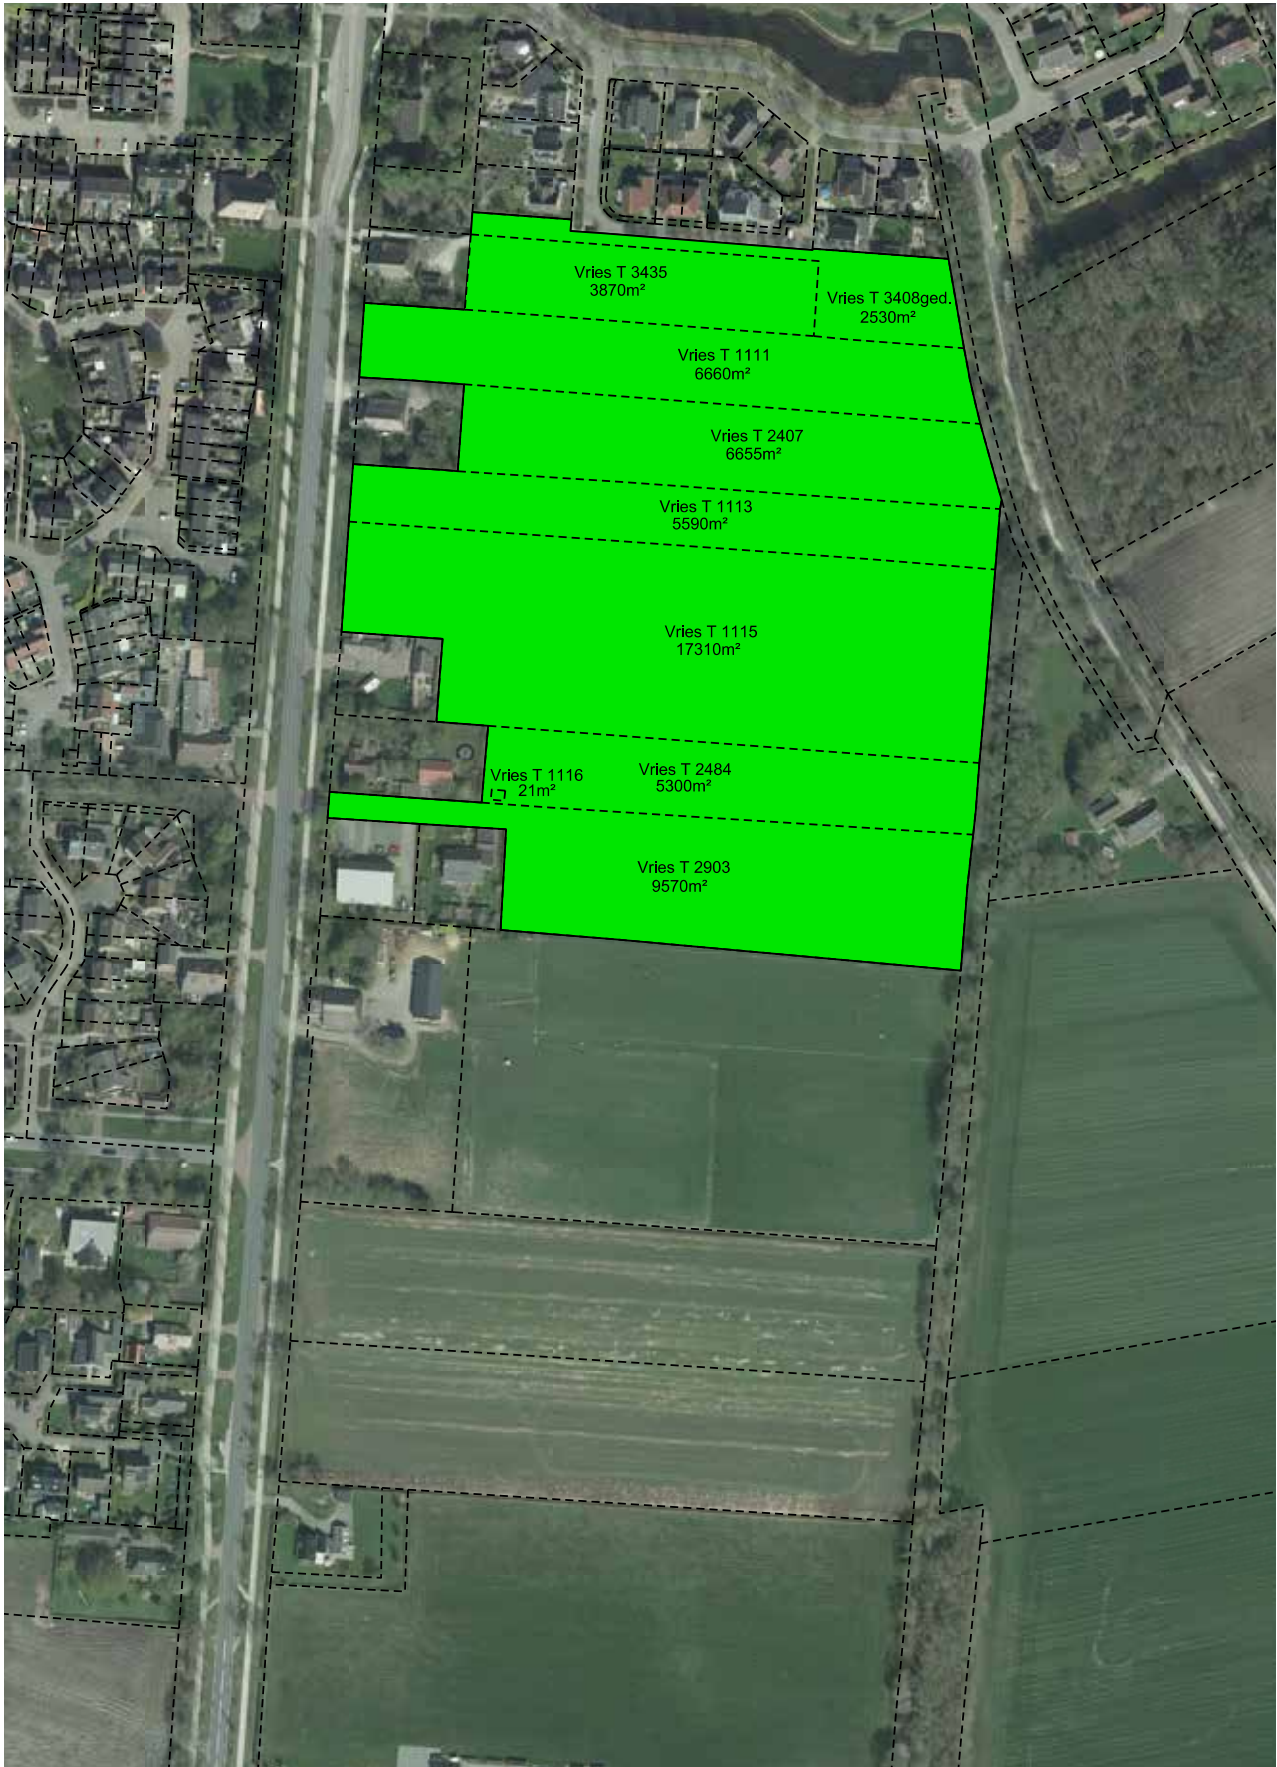 Vries T 3435
3870m²
Vries T 3408ged.
2530m²
Vries T 1111
6660m²
Vries T 2407
6655m²
Vries T 1113
5590m²
Vries T 1115
17310m²
Vries T 1116
21m²
Vries T 2484
5300m²
Vries T 2903
9570m²